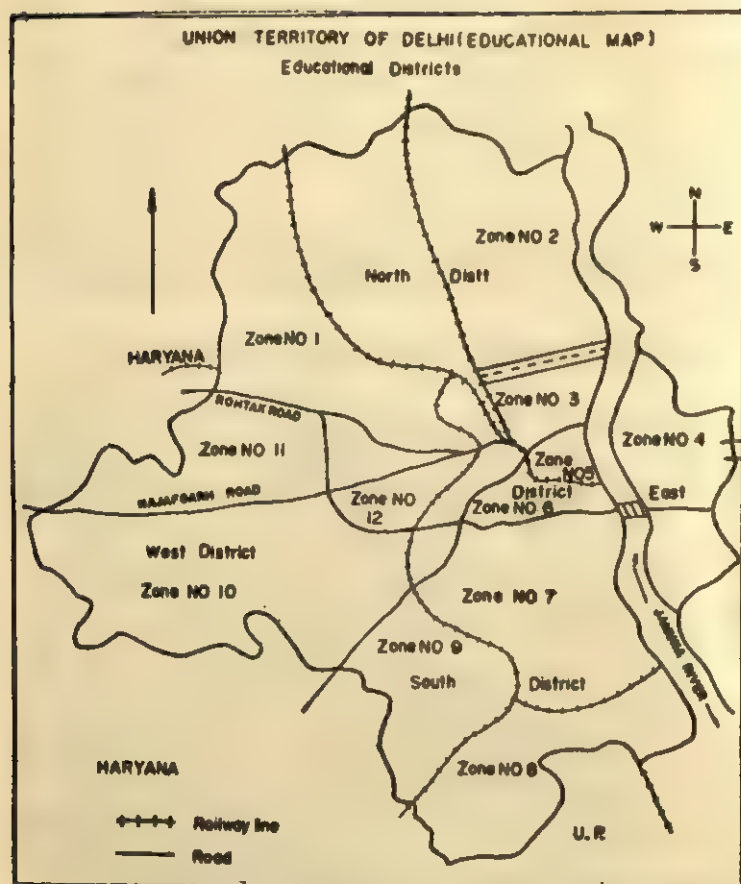 UNION TERRITORY OF DELHI (EDUCATIONAL MAP)
Educational Districts
N
W E
S
Zone NO 2
North Distt
Zone NO 1
HARYANA
ROHTAK ROAD
Zone NO 3
Zone NO 4
Zone NO 11
Zone
NO5
NAJAFGARH ROAD
Zone NO
12
District
East
Zone NO 6
West District
Zone NO 10
Zone NO 7
JAMUNA RIVER
Zone NO 9
South District
Zone NO 8
HARYANA
Railway line
Road
U.P.